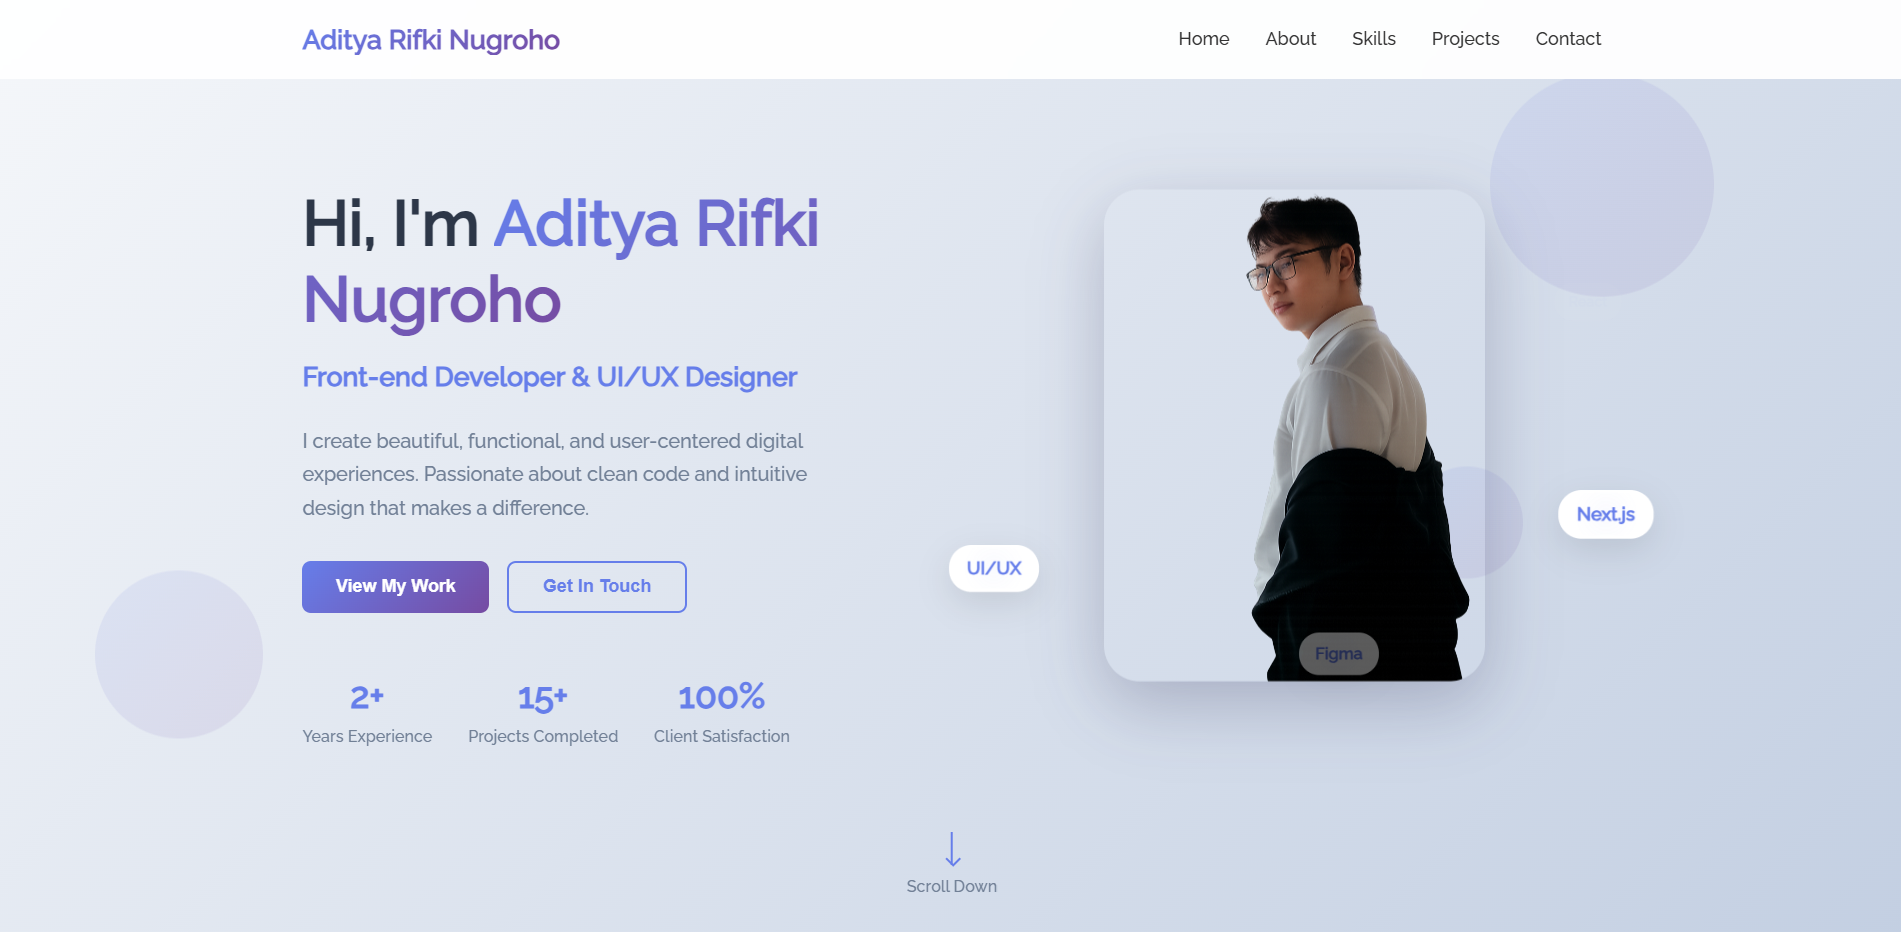 Aditya Rifki Nugroho
Home About Skills Projects Contact
Hi, I'm Aditya Rifki
Nugroho
Front-end Developer & UI/UX Designer
I create beautiful, functional, and user-centered digital
experiences. Passionate about clean code and intuitive
design that makes a difference.
View My Work Get In Touch
2+ 15+ 100%
Years Experience Projects Completed Client Satisfaction
UI/UX
Next.js
Figma
Scroll Down